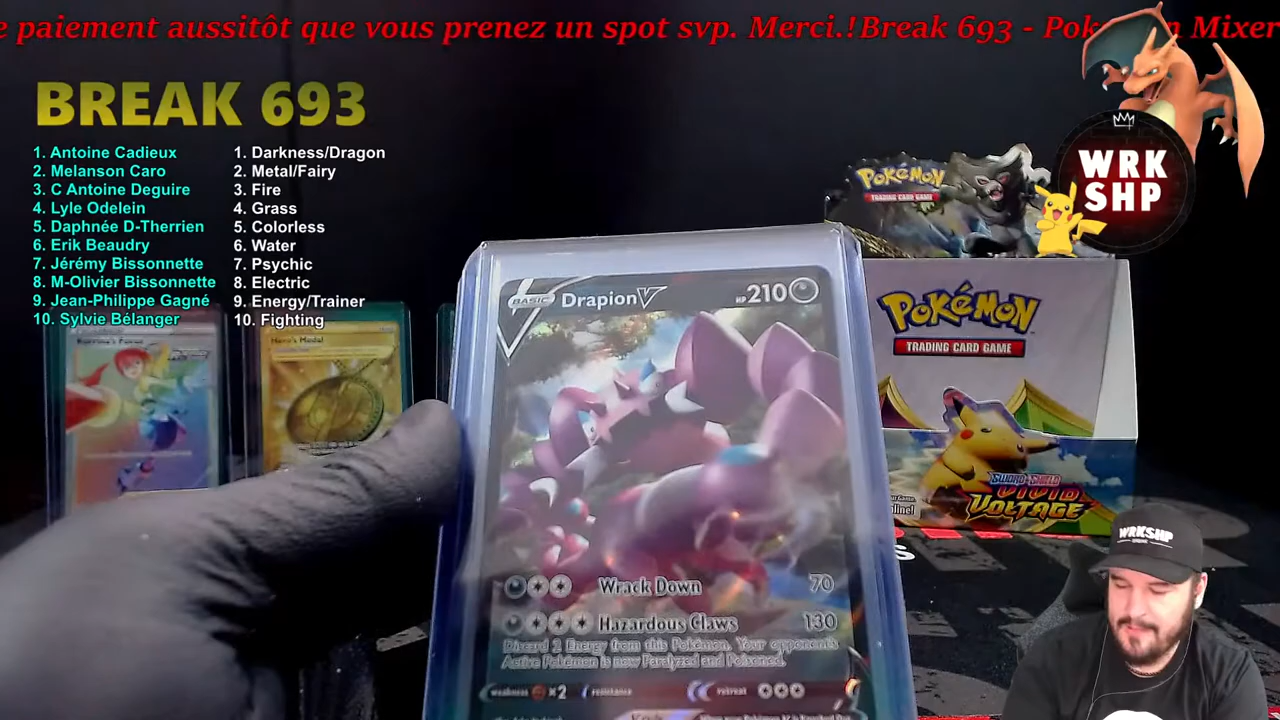 e paiement aussitôt que vous prenez un spot svp. Merci.!Break 693 - Pok n Mixer
BREAK 693
1. Antoine Cadieux
2. Melanson Caro
3. C Antoine Deguire
4. Lyle Odelein
5. Daphnée D-Therrien
6. Erik Beaudry
7. Jérémy Bissonnette
8. M-Olivier Bissonnette
9. Jean-Philippe Gagné
10. Sylvie Bélanger
1. Darkness/Dragon
2. Metal/Fairy
3. Fire
4. Grass
5. Colorless
6. Water
7. Psychic
8. Electric
9. Energy/Trainer
10. Fighting
WRK
SHP
POKéMON
TRADING CARD GAME
POKéMON
TRADING CARD GAME
SWORD & SHIELD
VIVID
VOLTAGE
Hero's Medal
BASIC Drapion V HP 210
Wrack Down 70
Hazardous Claws 130
Discard 2 Energy from this Pokémon. Your opponent's
Active Pokémon is now Paralyzed and Poisoned.
weakness ×2 resistance retreat
WRKSHP